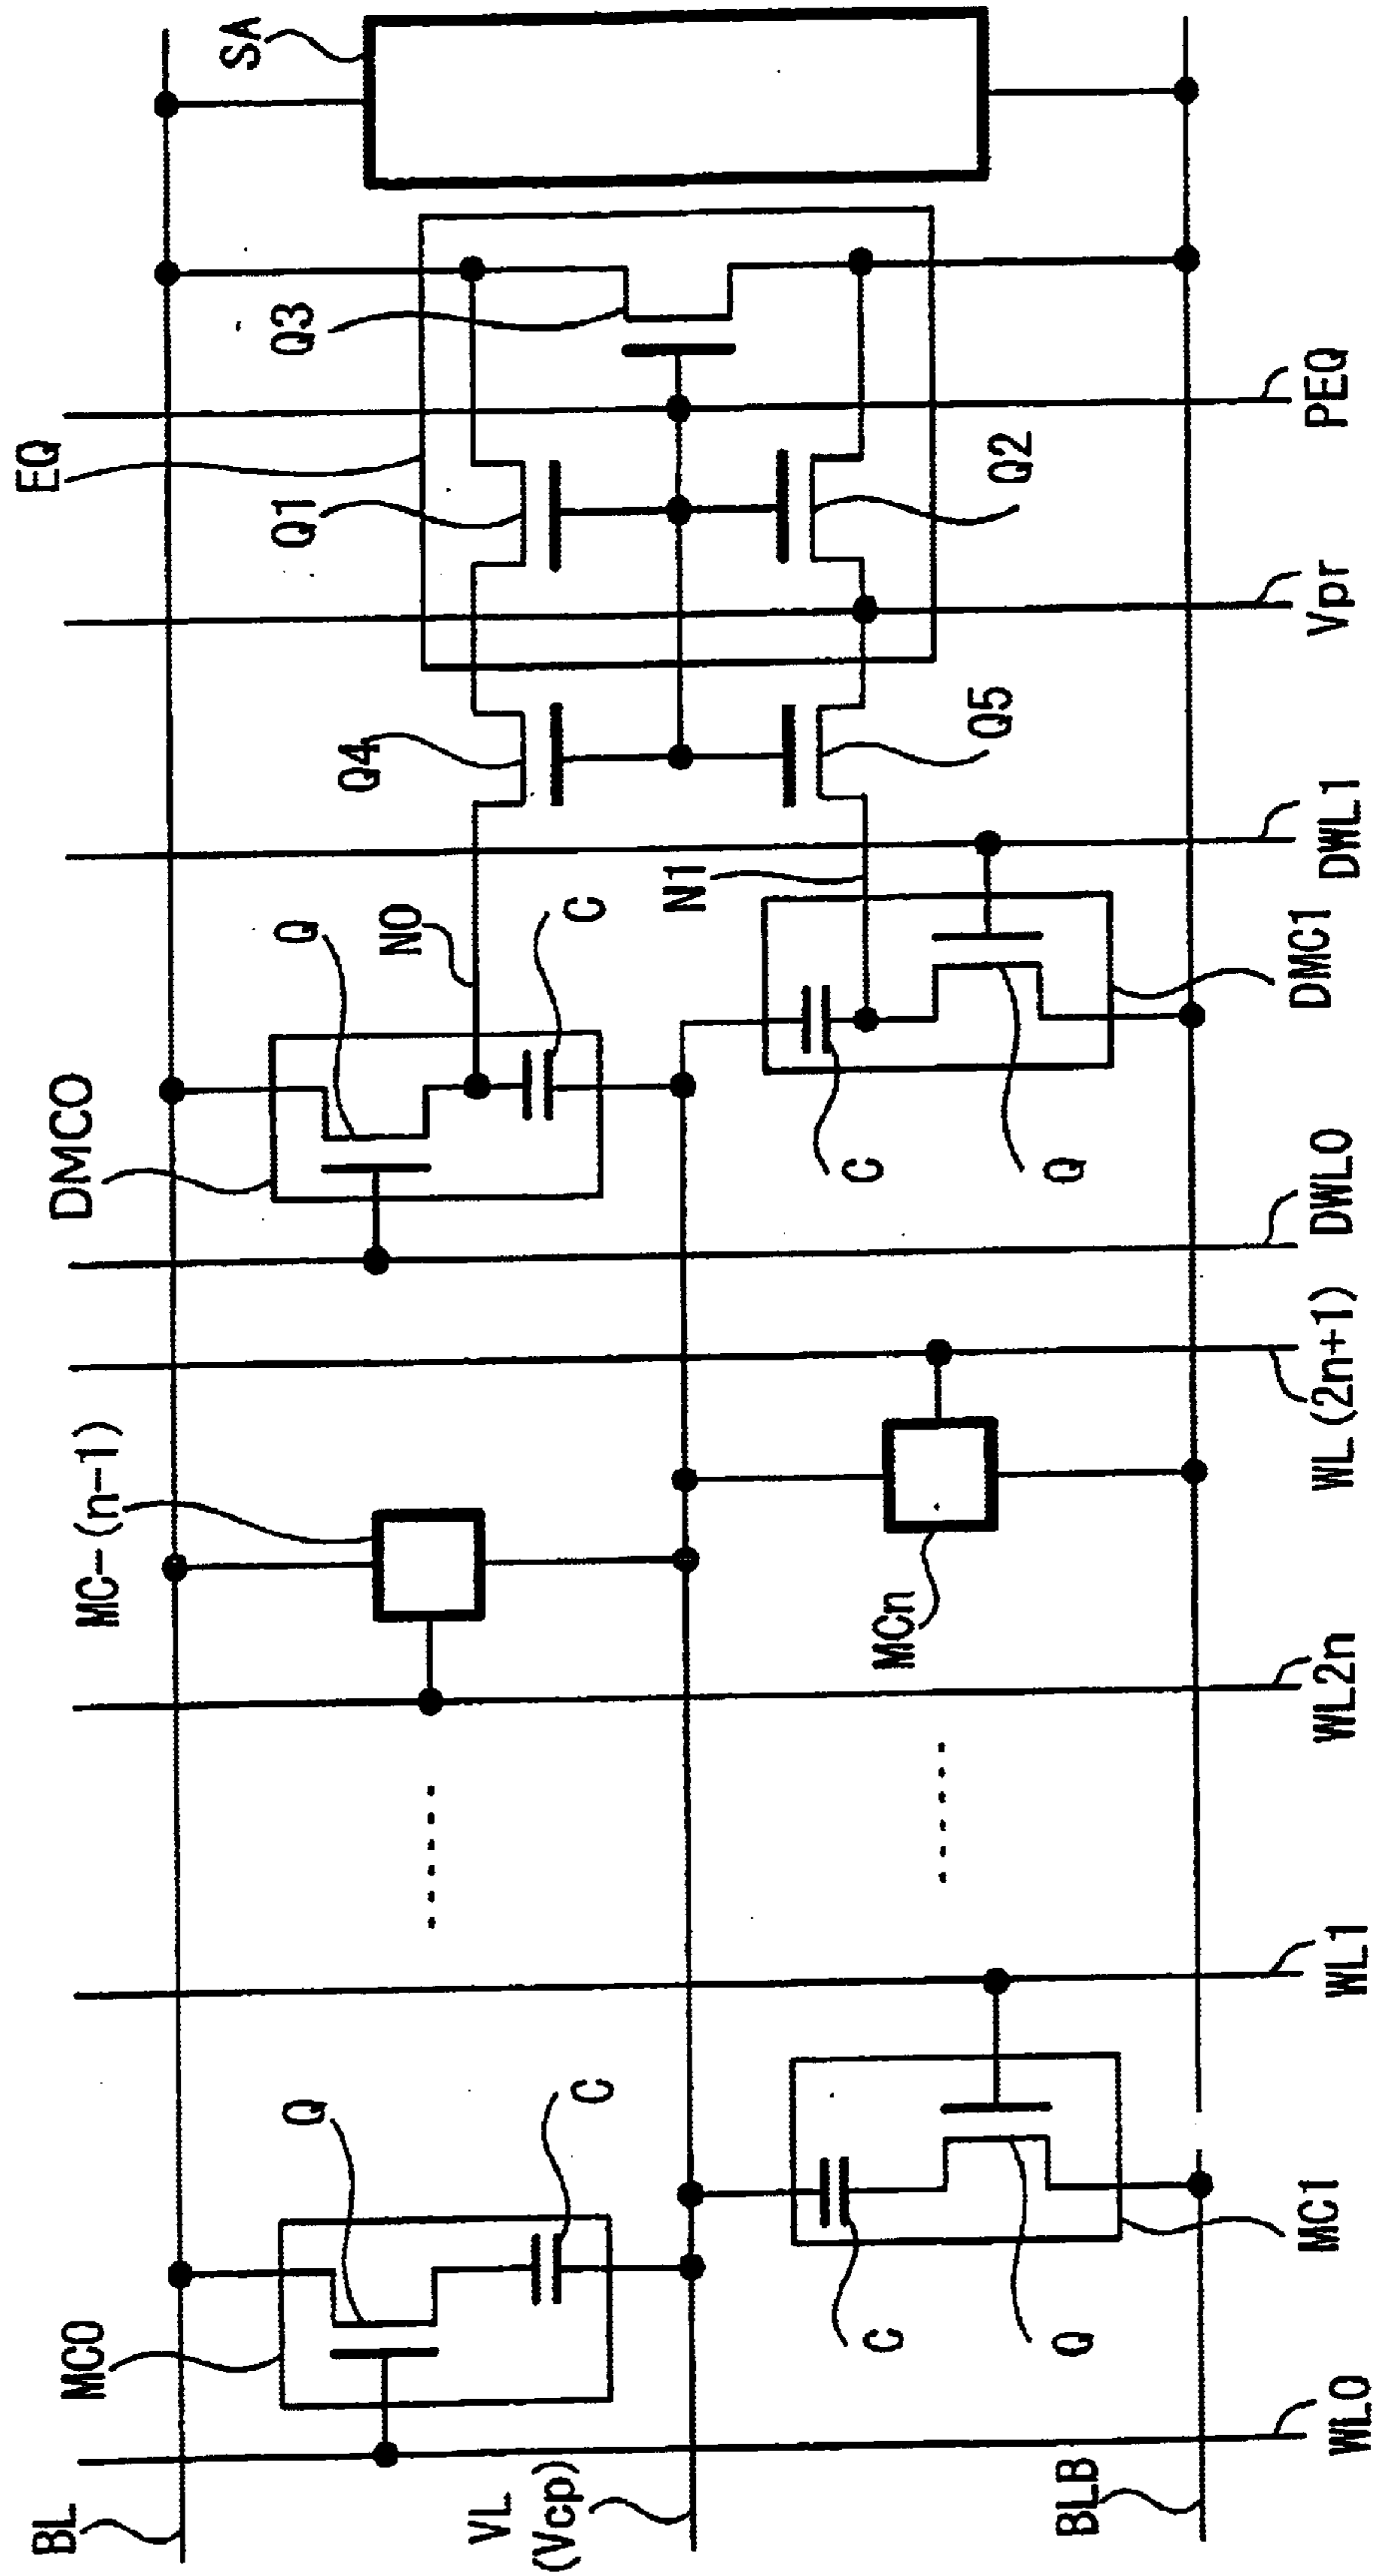 BL
MC0
Q
C
VL
(Vcp)
BLB
WL0
C
Q
MC1
WL1
MC-(n-1)
MCn
WL2n
WL(2n+1)
DMC0
Q
N0
C
DWL0
N1
C
Q
DMC1
DWL1
EQ
Q4
Q5
Q1
Q2
Q3
Vpr
PEQ
SA